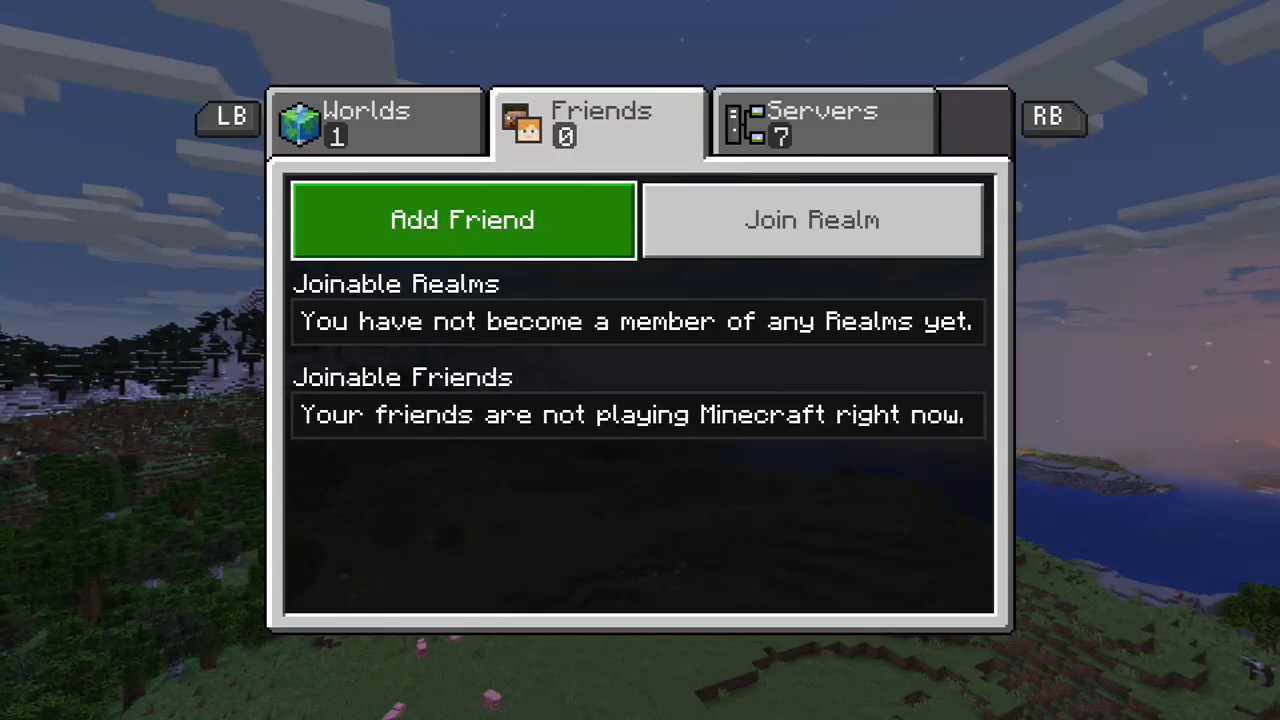 LB
Worlds
1
Friends
0
Servers
7
RB
Add Friend
Join Realm
Joinable Realms
You have not become a member of any Realms yet.
Joinable Friends
Your friends are not playing Minecraft right now.